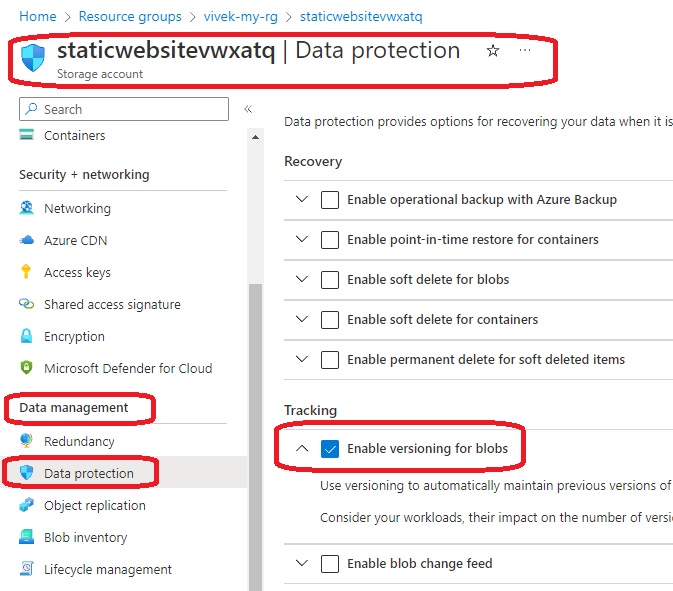 Home > Resource groups > vivek-my-rg > staticwebsitevwxatq
staticwebsitevwxatq | Data protection ☆ ...
Storage account
Search «
Containers
Security + networking
Networking
Azure CDN
Access keys
Shared access signature
Encryption
Microsoft Defender for Cloud
Data management
Redundancy
Data protection
Object replication
Blob inventory
Lifecycle management
Data protection provides options for recovering your data when it is
Recovery
Enable operational backup with Azure Backup
Enable point-in-time restore for containers
Enable soft delete for blobs
Enable soft delete for containers
Enable permanent delete for soft deleted items
Tracking
Enable versioning for blobs
Use versioning to automatically maintain previous versions of
Consider your workloads, their impact on the number of versi
Enable blob change feed